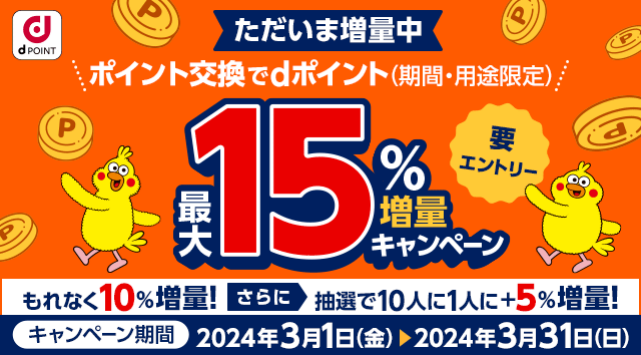 d POINT
ただいま増量中
ポイント交換でdポイント(期間・用途限定)
最大15%増量キャンペーン
要エントリー
もれなく10%増量! さらに 抽選で10人に1人に+5%増量!
キャンペーン期間 2024年3月1日(金)▶2024年3月31日(日)
P
P
P
P
P